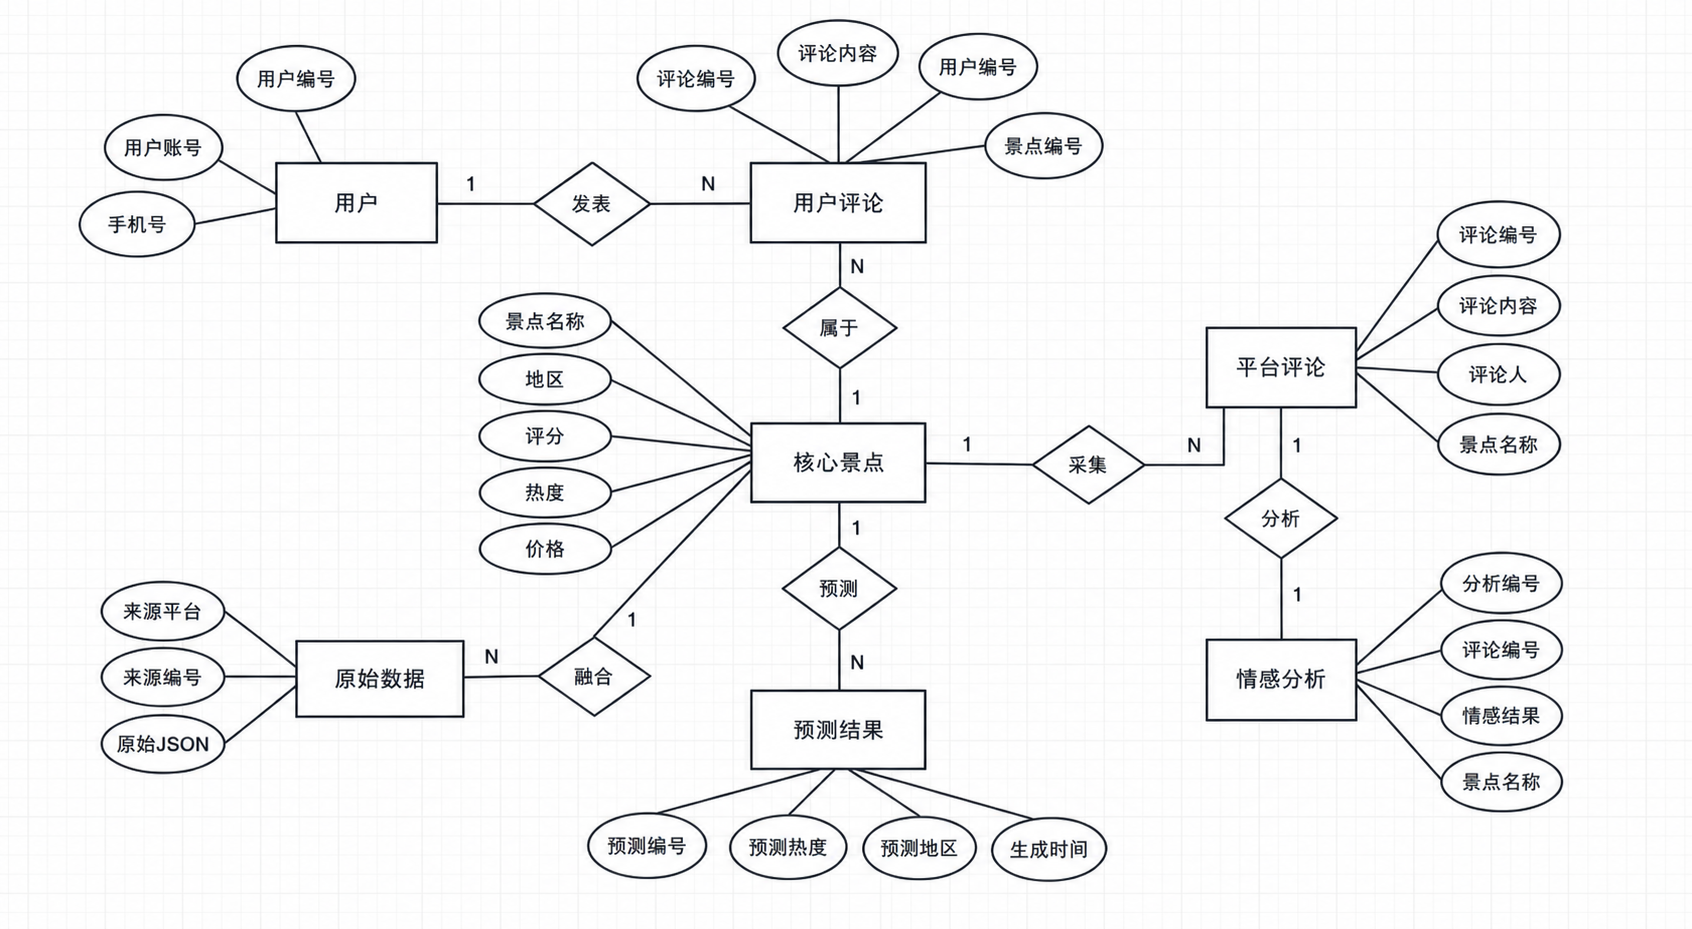 用户编号
用户账号
手机号
用户
1
发表
N
评论编号
评论内容
用户编号
景点编号
用户评论
N
属于
1
景点名称
地区
评分
热度
价格
核心景点
1
采集
N
平台评论
评论编号
评论内容
评论人
景点名称
1
分析
1
情感分析
分析编号
评论编号
情感结果
景点名称
来源平台
来源编号
原始JSON
原始数据
N
融合
1
1
预测
N
预测结果
预测编号
预测热度
预测地区
生成时间